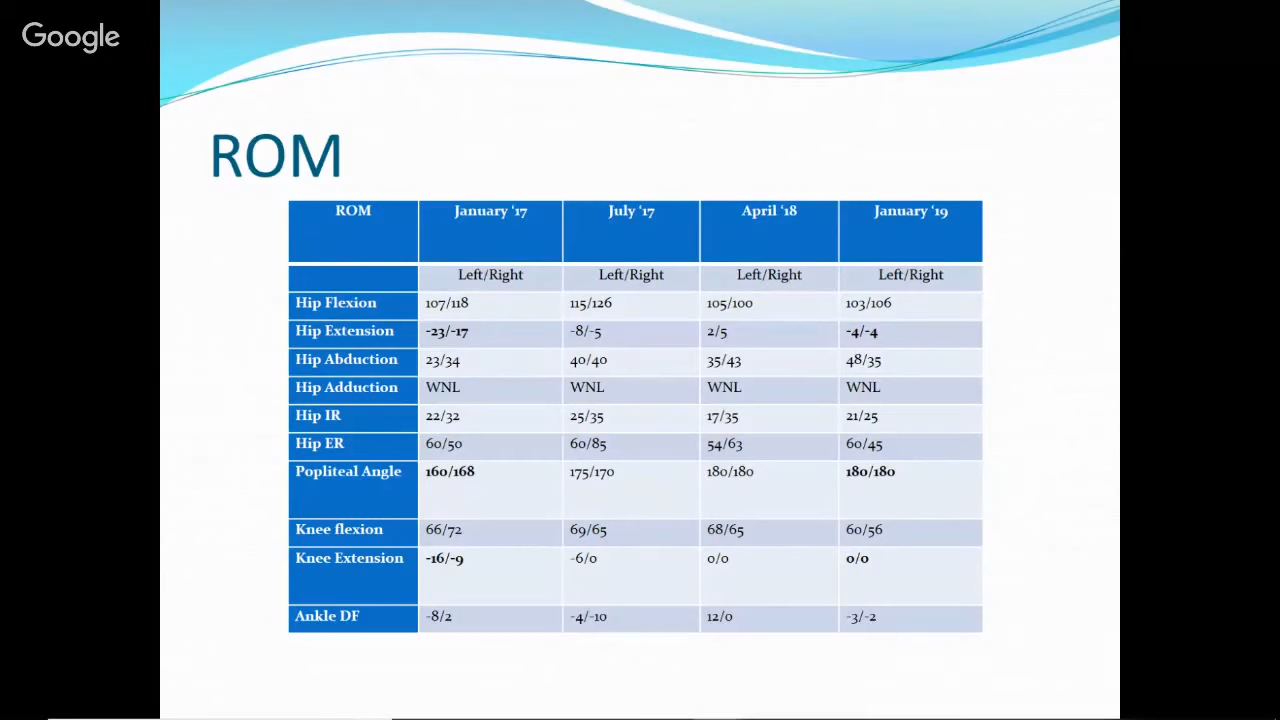 Google
ROM
ROM January ‘17 July ‘17 April ‘18 January ‘19
Left/Right Left/Right Left/Right Left/Right
Hip Flexion 107/118 115/126 105/100 103/106
Hip Extension -23/-17 -8/-5 2/5 -4/-4
Hip Abduction 23/34 40/40 35/43 48/35
Hip Adduction WNL WNL WNL WNL
Hip IR 22/32 25/35 17/35 21/25
Hip ER 60/50 60/85 54/63 60/45
Popliteal Angle 160/168 175/170 180/180 180/180
Knee flexion 66/72 69/65 68/65 60/56
Knee Extension -16/-9 -6/0 0/0 0/0
Ankle DF -8/2 -4/-10 12/0 -3/-2